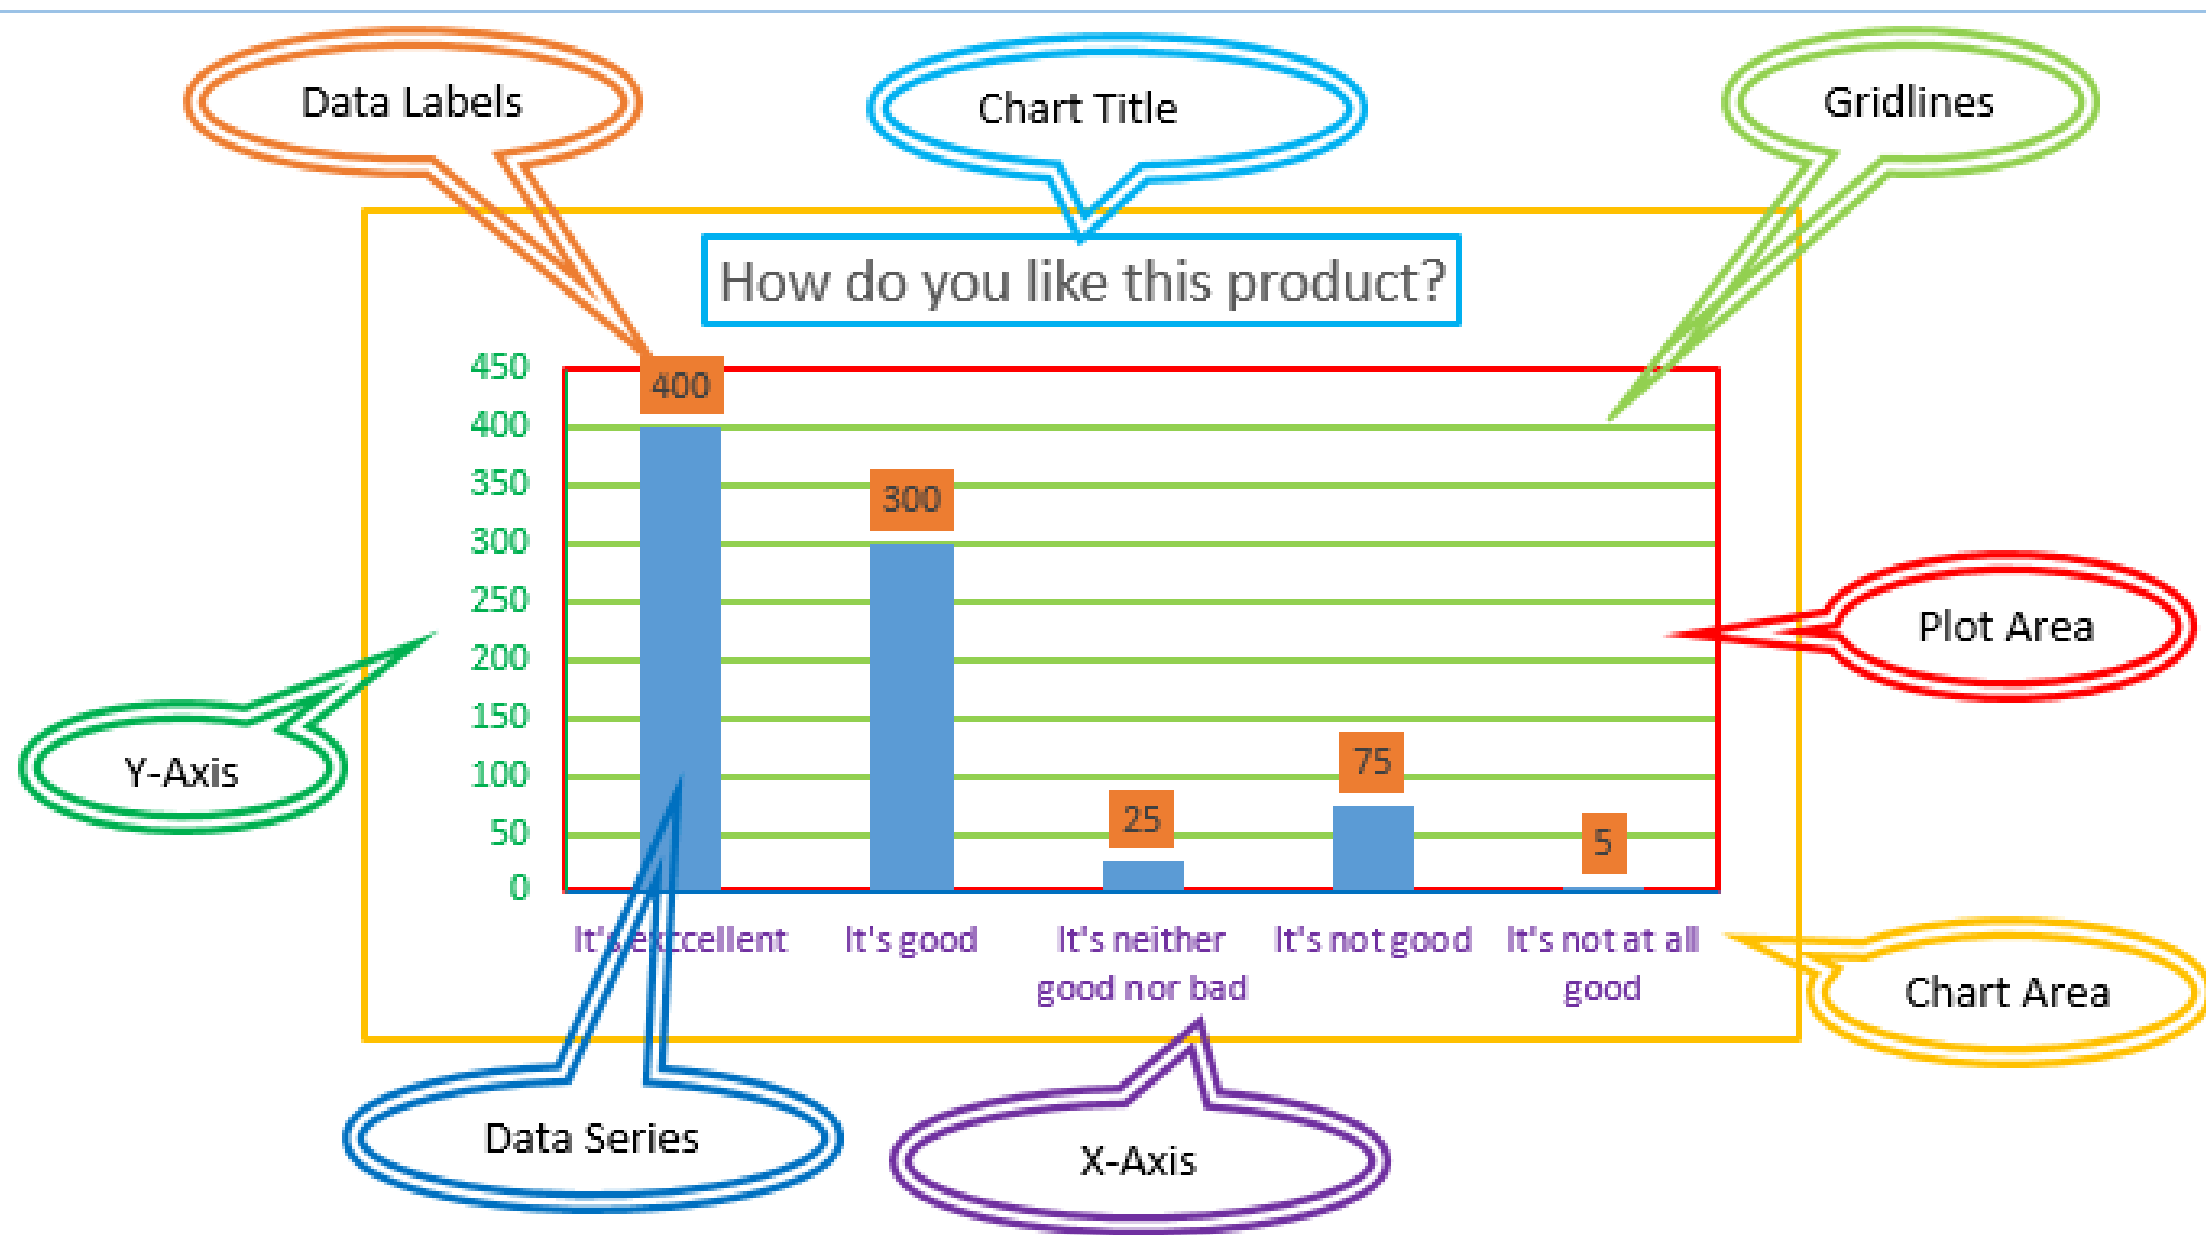 Data Labels
Chart Title
Gridlines
How do you like this product?
450
400
400
350
300
300
250
Plot Area
200
150
Y-Axis
100
75
50
25
5
0
It's exccellent
It's good
It's neither
good nor bad
It's not good
It's not at all
good
Chart Area
Data Series
X-Axis